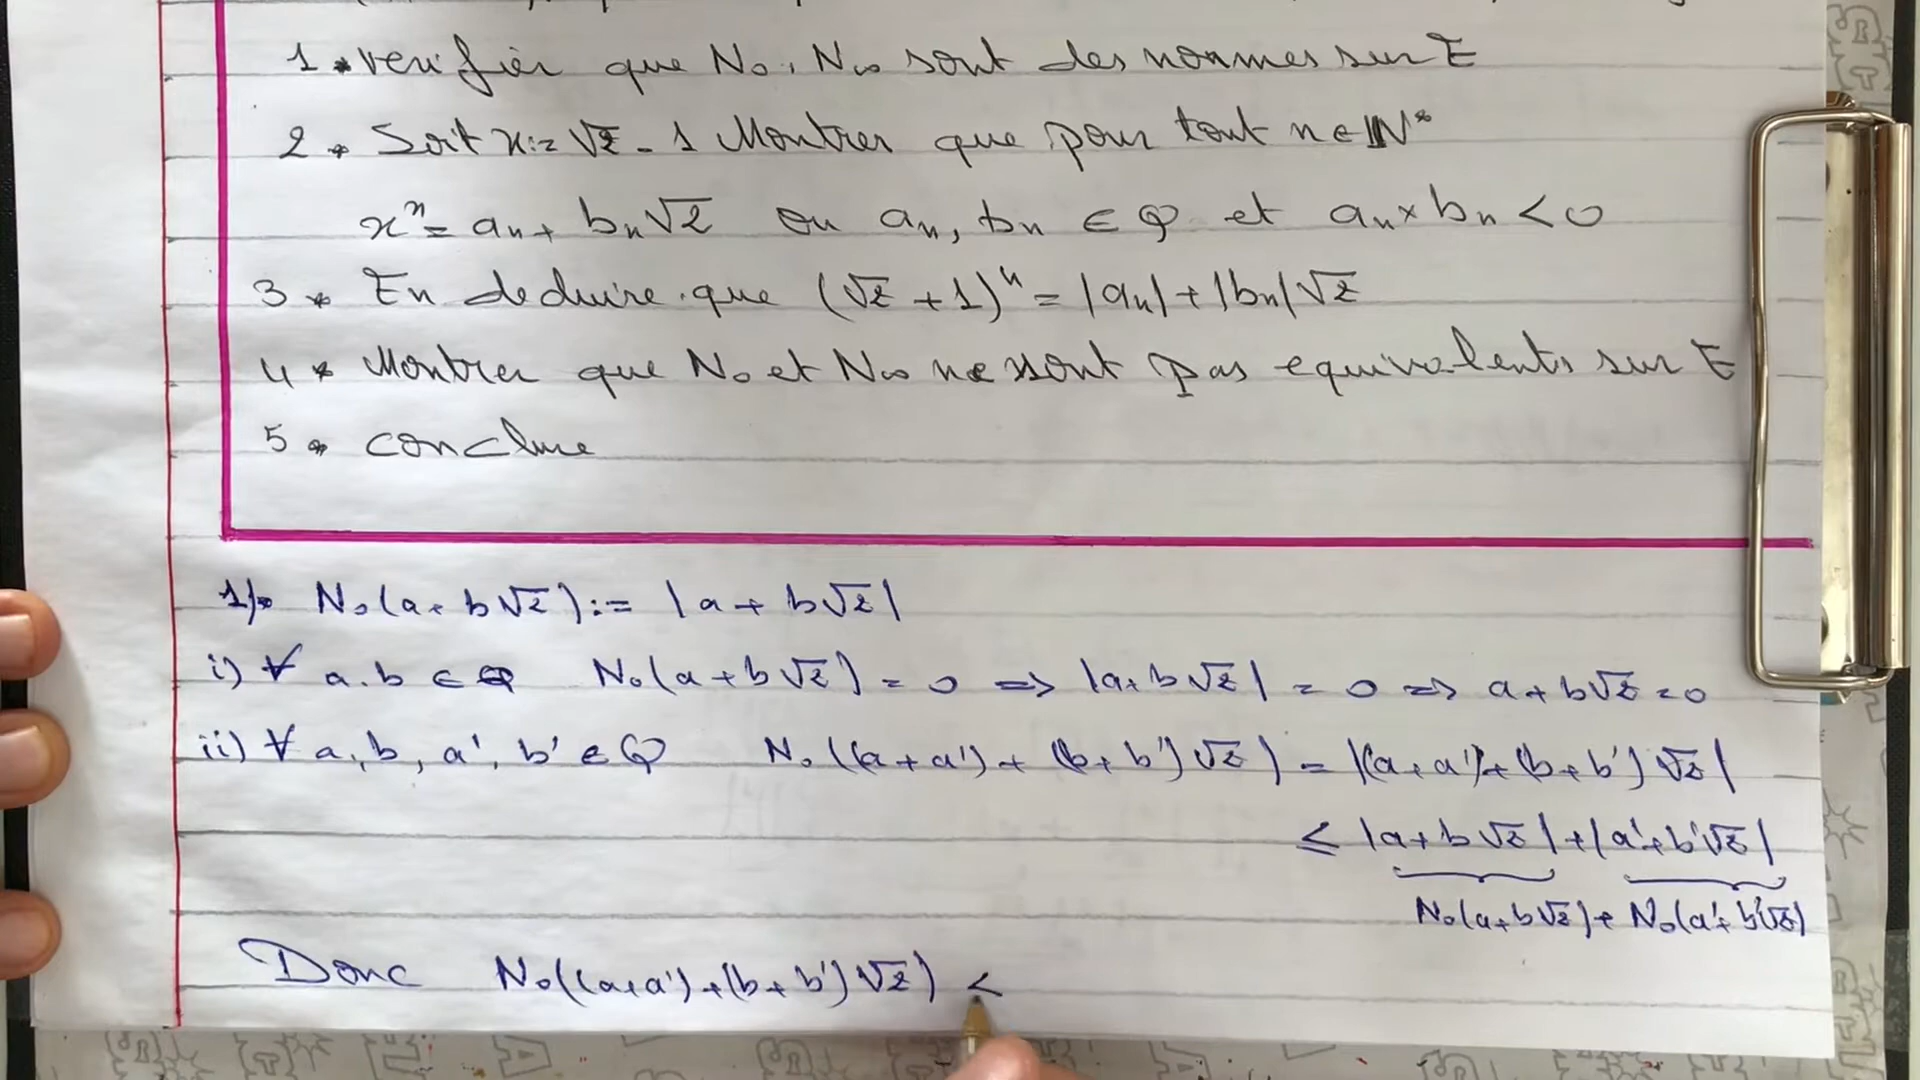 1. verifier que N₀, N∞ sont des normes sur E
2. Soit x := √2 - 1 Montrer que pour tout n ∈ ℕ*
xⁿ = aₙ + bₙ√2 ou aₙ, bₙ ∈ ℚ et aₙ × bₙ < 0
3. En deduire que (√2 + 1)ⁿ = |aₙ| + |bₙ|√2
4. Montrer que N₀ et N∞ ne sont pas equivalents sur E
5. conclure
1). N₀(a + b√2) := |a + b√2|
i) ∀ a, b ∈ ℚ N₀(a + b√2) = 0 => |a + b√2| = 0 => a + b√2 = 0
ii) ∀ a, b, a', b' ∈ ℚ N₀((a + a') + (b + b')√2) = |(a + a') + (b + b')√2|
≤ |a + b√2| + |a' + b'√2|
N₀(a + b√2) + N₀(a' + b'√2)
Donc N₀((a + a') + (b + b')√2) <